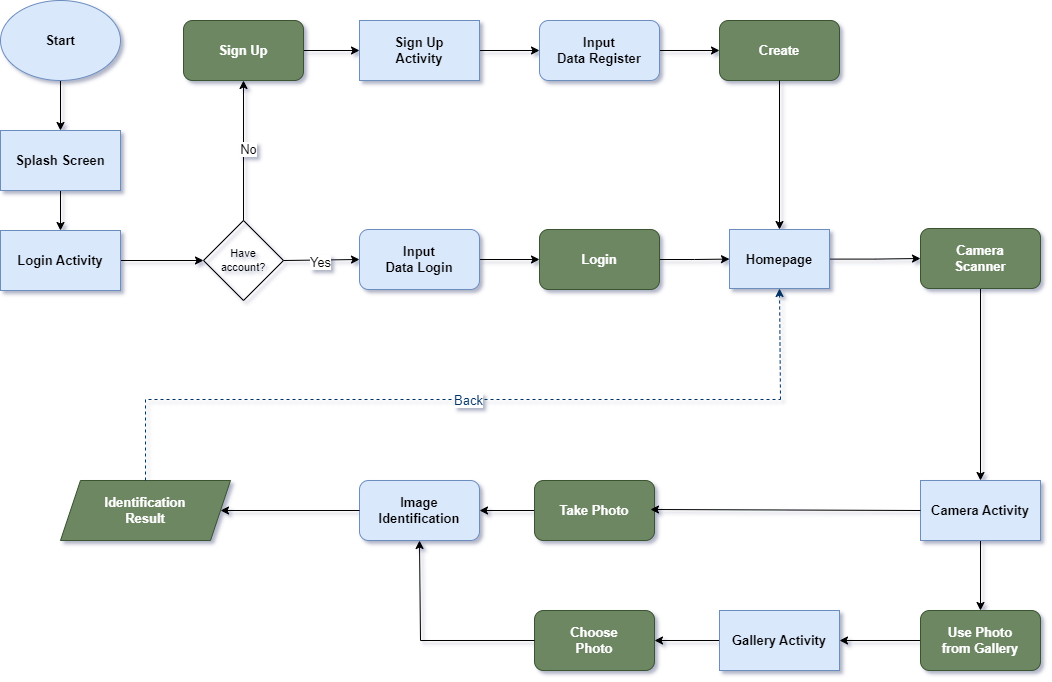 Start
Sign Up
Sign Up
Activity
Input
Data Register
Create
No
Splash Screen
Login Activity
Have
account?
Yes
Input
Data Login
Login
Homepage
Camera
Scanner
Back
Identification
Result
Image
Identification
Take Photo
Camera Activity
Choose
Photo
Gallery Activity
Use Photo
from Gallery